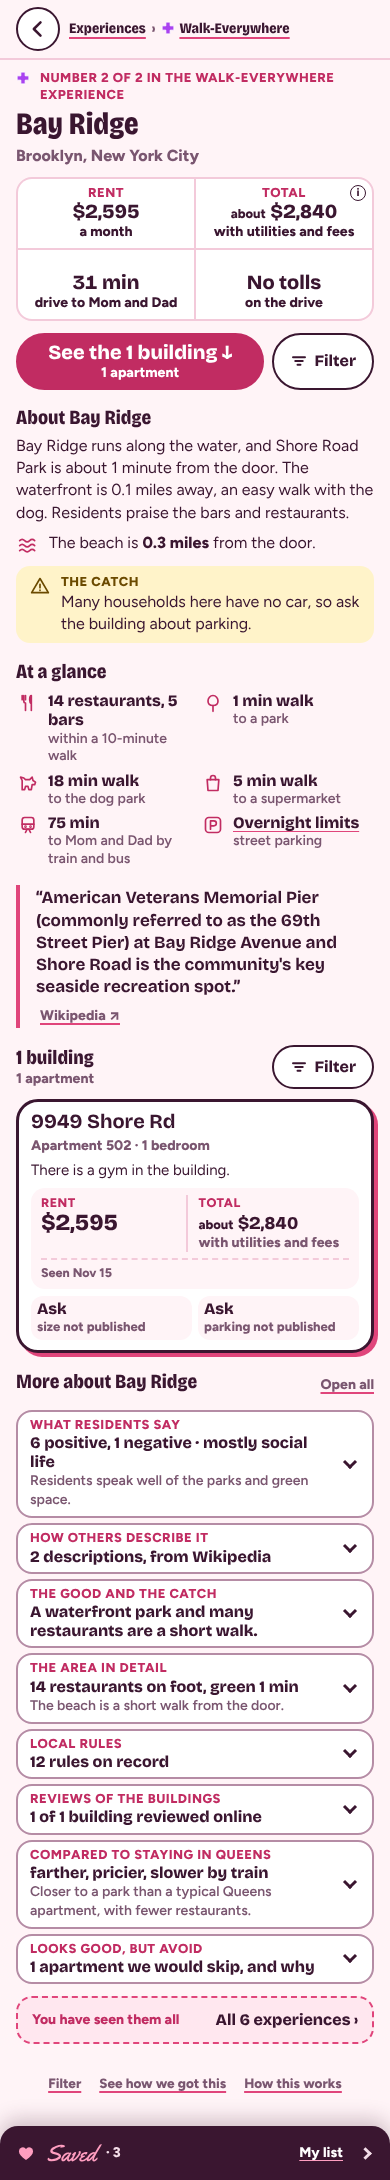 Experiences › Walk-Everywhere
NUMBER 2 OF 2 IN THE WALK-EVERYWHERE
EXPERIENCE
Bay Ridge
Brooklyn, New York City
RENT
$2,595
a month
TOTAL
about $2,840
with utilities and fees
31 min
drive to Mom and Dad
No tolls
on the drive
See the 1 building ↓
1 apartment
Filter
About Bay Ridge
Bay Ridge runs along the water, and Shore Road
Park is about 1 minute from the door. The
waterfront is 0.1 miles away, an easy walk with the
dog. Residents praise the bars and restaurants.
The beach is 0.3 miles from the door.
THE CATCH
Many households here have no car, so ask
the building about parking.
At a glance
14 restaurants, 5
bars
within a 10-minute
walk
1 min walk
to a park
18 min walk
to the dog park
5 min walk
to a supermarket
75 min
to Mom and Dad by
train and bus
Overnight limits
street parking
“American Veterans Memorial Pier
(commonly referred to as the 69th
Street Pier) at Bay Ridge Avenue and
Shore Road is the community's key
seaside recreation spot.”
Wikipedia ↗
1 building
1 apartment
Filter
9949 Shore Rd
Apartment 502 · 1 bedroom
There is a gym in the building.
RENT
$2,595
TOTAL
about $2,840
with utilities and fees
Seen Nov 15
Ask
size not published
Ask
parking not published
More about Bay Ridge
Open all
WHAT RESIDENTS SAY
6 positive, 1 negative · mostly social
life
Residents speak well of the parks and green
space.
HOW OTHERS DESCRIBE IT
2 descriptions, from Wikipedia
THE GOOD AND THE CATCH
A waterfront park and many
restaurants are a short walk.
THE AREA IN DETAIL
14 restaurants on foot, green 1 min
The beach is a short walk from the door.
LOCAL RULES
12 rules on record
REVIEWS OF THE BUILDINGS
1 of 1 building reviewed online
COMPARED TO STAYING IN QUEENS
farther, pricier, slower by train
Closer to a park than a typical Queens
apartment, with fewer restaurants.
LOOKS GOOD, BUT AVOID
1 apartment we would skip, and why
You have seen them all
All 6 experiences ›
Filter See how we got this How this works
Saved · 3
My list